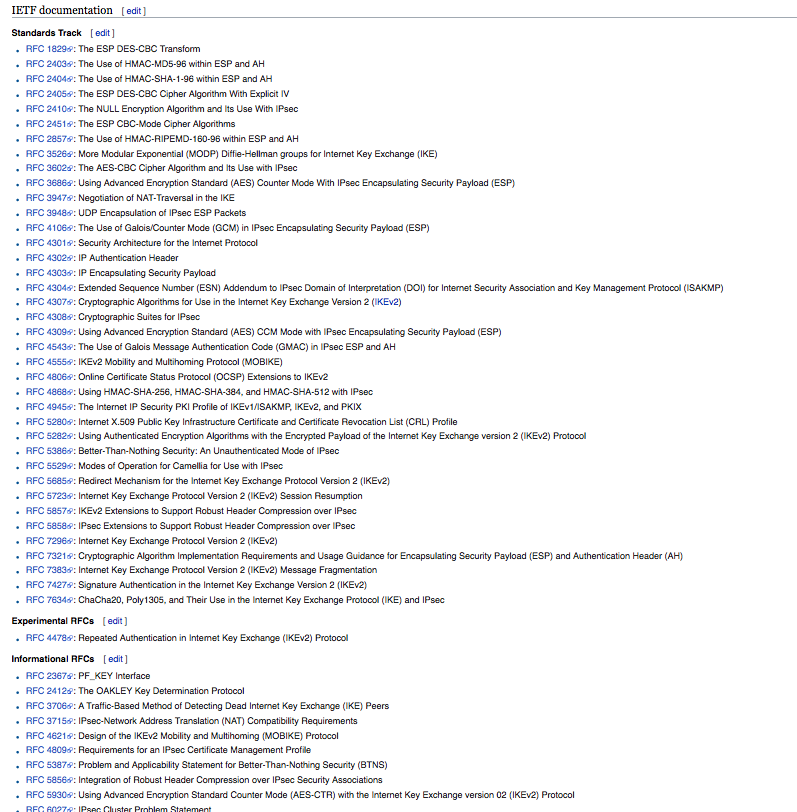 IETF documentation [ edit ]
Standards Track [ edit ]
RFC 1829: The ESP DES-CBC Transform
RFC 2403: The Use of HMAC-MD5-96 within ESP and AH
RFC 2404: The Use of HMAC-SHA-1-96 within ESP and AH
RFC 2405: The ESP DES-CBC Cipher Algorithm With Explicit IV
RFC 2410: The NULL Encryption Algorithm and Its Use With IPsec
RFC 2451: The ESP CBC-Mode Cipher Algorithms
RFC 2857: The Use of HMAC-RIPEMD-160-96 within ESP and AH
RFC 3526: More Modular Exponential (MODP) Diffie-Hellman groups for Internet Key Exchange (IKE)
RFC 3602: The AES-CBC Cipher Algorithm and Its Use with IPsec
RFC 3686: Using Advanced Encryption Standard (AES) Counter Mode With IPsec Encapsulating Security Payload (ESP)
RFC 3947: Negotiation of NAT-Traversal in the IKE
RFC 3948: UDP Encapsulation of IPsec ESP Packets
RFC 4106: The Use of Galois/Counter Mode (GCM) in IPsec Encapsulating Security Payload (ESP)
RFC 4301: Security Architecture for the Internet Protocol
RFC 4302: IP Authentication Header
RFC 4303: IP Encapsulating Security Payload
RFC 4304: Extended Sequence Number (ESN) Addendum to IPsec Domain of Interpretation (DOI) for Internet Security Association and Key Management Protocol (ISAKMP)
RFC 4307: Cryptographic Algorithms for Use in the Internet Key Exchange Version 2 (IKEv2)
RFC 4308: Cryptographic Suites for IPsec
RFC 4309: Using Advanced Encryption Standard (AES) CCM Mode with IPsec Encapsulating Security Payload (ESP)
RFC 4543: The Use of Galois Message Authentication Code (GMAC) in IPsec ESP and AH
RFC 4555: IKEv2 Mobility and Multihoming Protocol (MOBIKE)
RFC 4806: Online Certificate Status Protocol (OCSP) Extensions to IKEv2
RFC 4868: Using HMAC-SHA-256, HMAC-SHA-384, and HMAC-SHA-512 with IPsec
RFC 4945: The Internet IP Security PKI Profile of IKEv1/ISAKMP, IKEv2, and PKIX
RFC 5280: Internet X.509 Public Key Infrastructure Certificate and Certificate Revocation List (CRL) Profile
RFC 5282: Using Authenticated Encryption Algorithms with the Encrypted Payload of the Internet Key Exchange version 2 (IKEv2) Protocol
RFC 5386: Better-Than-Nothing Security: An Unauthenticated Mode of IPsec
RFC 5529: Modes of Operation for Camellia for Use with IPsec
RFC 5685: Redirect Mechanism for the Internet Key Exchange Protocol Version 2 (IKEv2)
RFC 5723: Internet Key Exchange Protocol Version 2 (IKEv2) Session Resumption
RFC 5857: IKEv2 Extensions to Support Robust Header Compression over IPsec
RFC 5858: IPsec Extensions to Support Robust Header Compression over IPsec
RFC 7296: Internet Key Exchange Protocol Version 2 (IKEv2)
RFC 7321: Cryptographic Algorithm Implementation Requirements and Usage Guidance for Encapsulating Security Payload (ESP) and Authentication Header (AH)
RFC 7383: Internet Key Exchange Protocol Version 2 (IKEv2) Message Fragmentation
RFC 7427: Signature Authentication in the Internet Key Exchange Version 2 (IKEv2)
RFC 7634: ChaCha20, Poly1305, and Their Use in the Internet Key Exchange Protocol (IKE) and IPsec
Experimental RFCs [ edit ]
RFC 4478: Repeated Authentication in Internet Key Exchange (IKEv2) Protocol
Informational RFCs [ edit ]
RFC 2367: PF_KEY Interface
RFC 2412: The OAKLEY Key Determination Protocol
RFC 3706: A Traffic-Based Method of Detecting Dead Internet Key Exchange (IKE) Peers
RFC 3715: IPsec-Network Address Translation (NAT) Compatibility Requirements
RFC 4621: Design of the IKEv2 Mobility and Multihoming (MOBIKE) Protocol
RFC 4809: Requirements for an IPsec Certificate Management Profile
RFC 5387: Problem and Applicability Statement for Better-Than-Nothing Security (BTNS)
RFC 5856: Integration of Robust Header Compression over IPsec Security Associations
RFC 5930: Using Advanced Encryption Standard Counter Mode (AES-CTR) with the Internet Key Exchange version 02 (IKEv2) Protocol
RFC 6027: IPsec Cluster Problem Statement